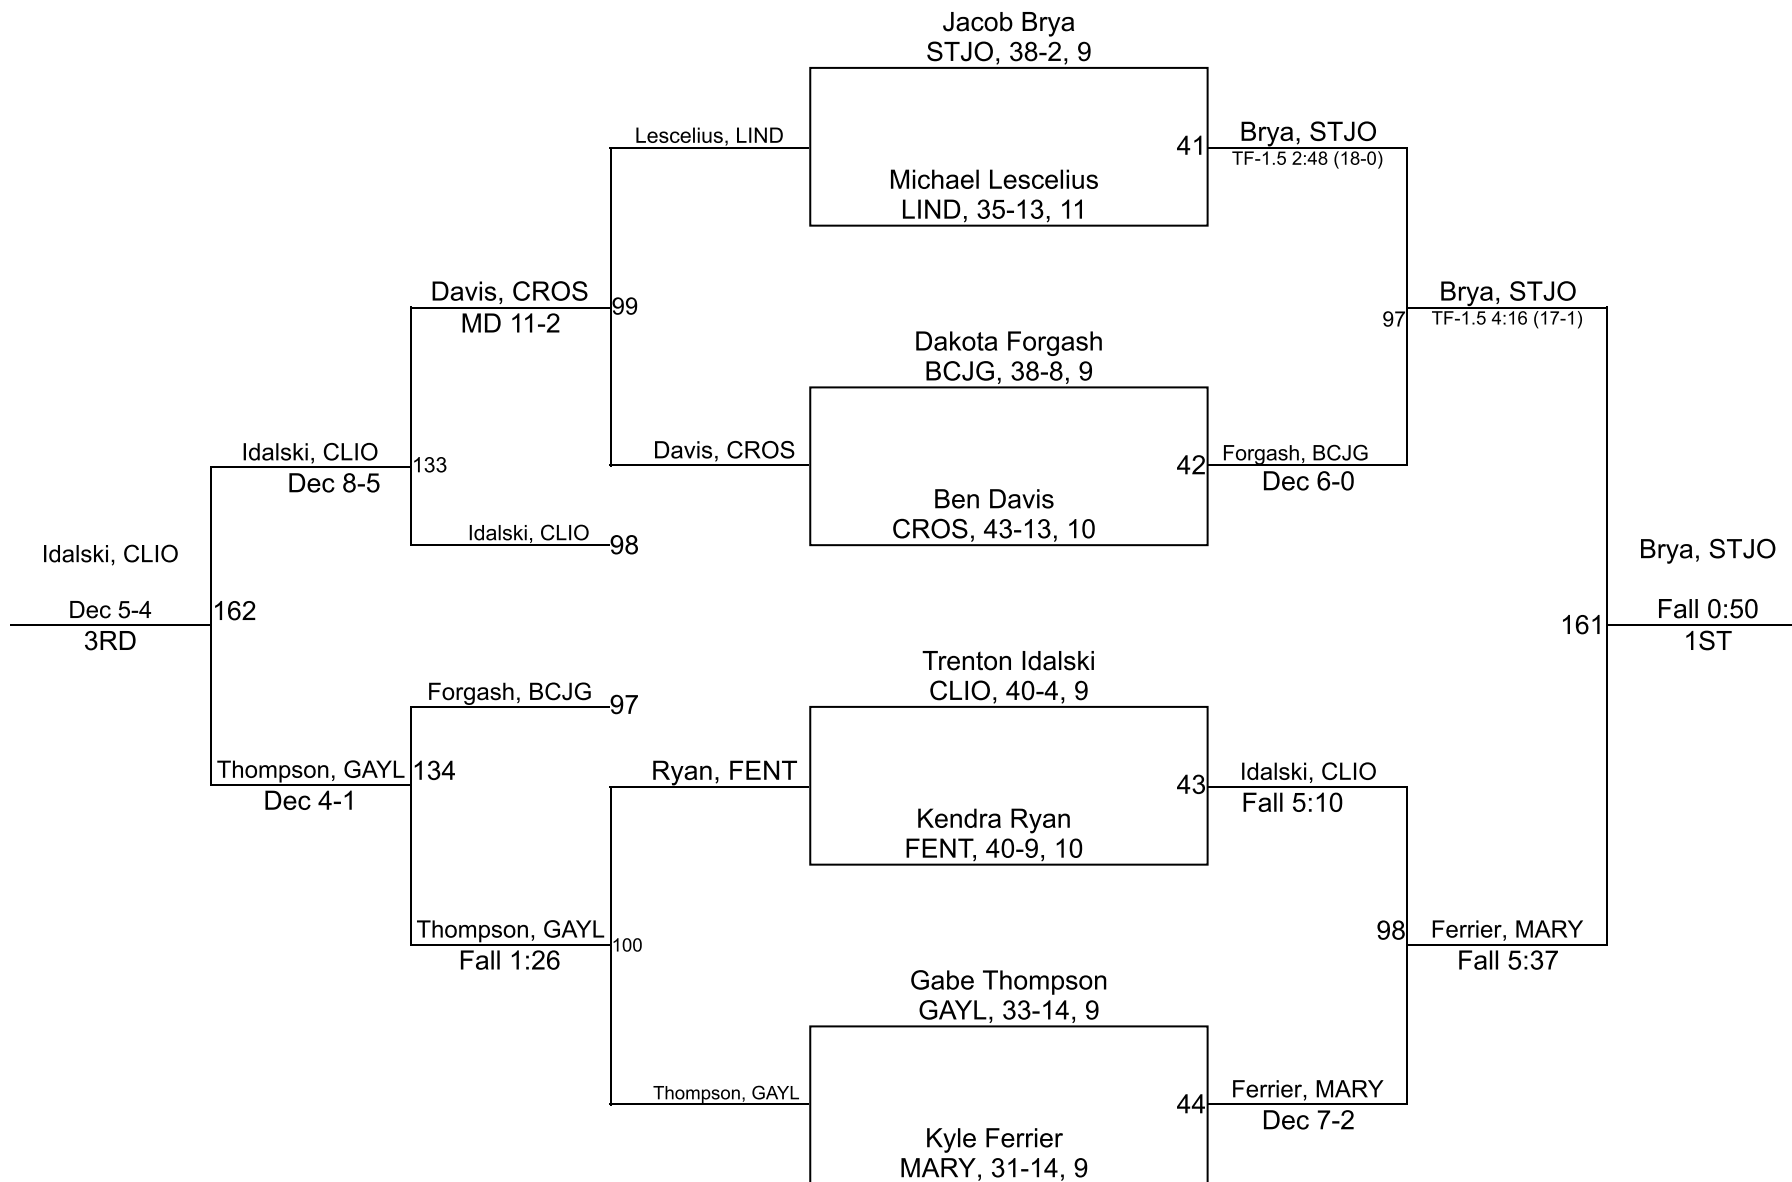 Jacob Brya
STJO, 38-2, 9
Lescelius, LIND
41
Brya, STJO
TF-1.5 2:48 (18-0)
Michael Lescelius
LIND, 35-13, 11
Davis, CROS
MD 11-2
99
97
Brya, STJO
TF-1.5 4:16 (17-1)
Dakota Forgash
BCJG, 38-8, 9
Idalski, CLIO
Dec 8-5
133
Davis, CROS
42
Forgash, BCJG
Dec 6-0
Ben Davis
CROS, 43-13, 10
Idalski, CLIO
98
Idalski, CLIO
Dec 5-4
3RD
162
161
Brya, STJO
Fall 0:50
1ST
Trenton Idalski
CLIO, 40-4, 9
Forgash, BCJG
97
Thompson, GAYL
Dec 4-1
134
Ryan, FENT
43
Idalski, CLIO
Fall 5:10
Kendra Ryan
FENT, 40-9, 10
Thompson, GAYL
Fall 1:26
100
98
Ferrier, MARY
Fall 5:37
Gabe Thompson
GAYL, 33-14, 9
Thompson, GAYL
44
Ferrier, MARY
Dec 7-2
Kyle Ferrier
MARY, 31-14, 9